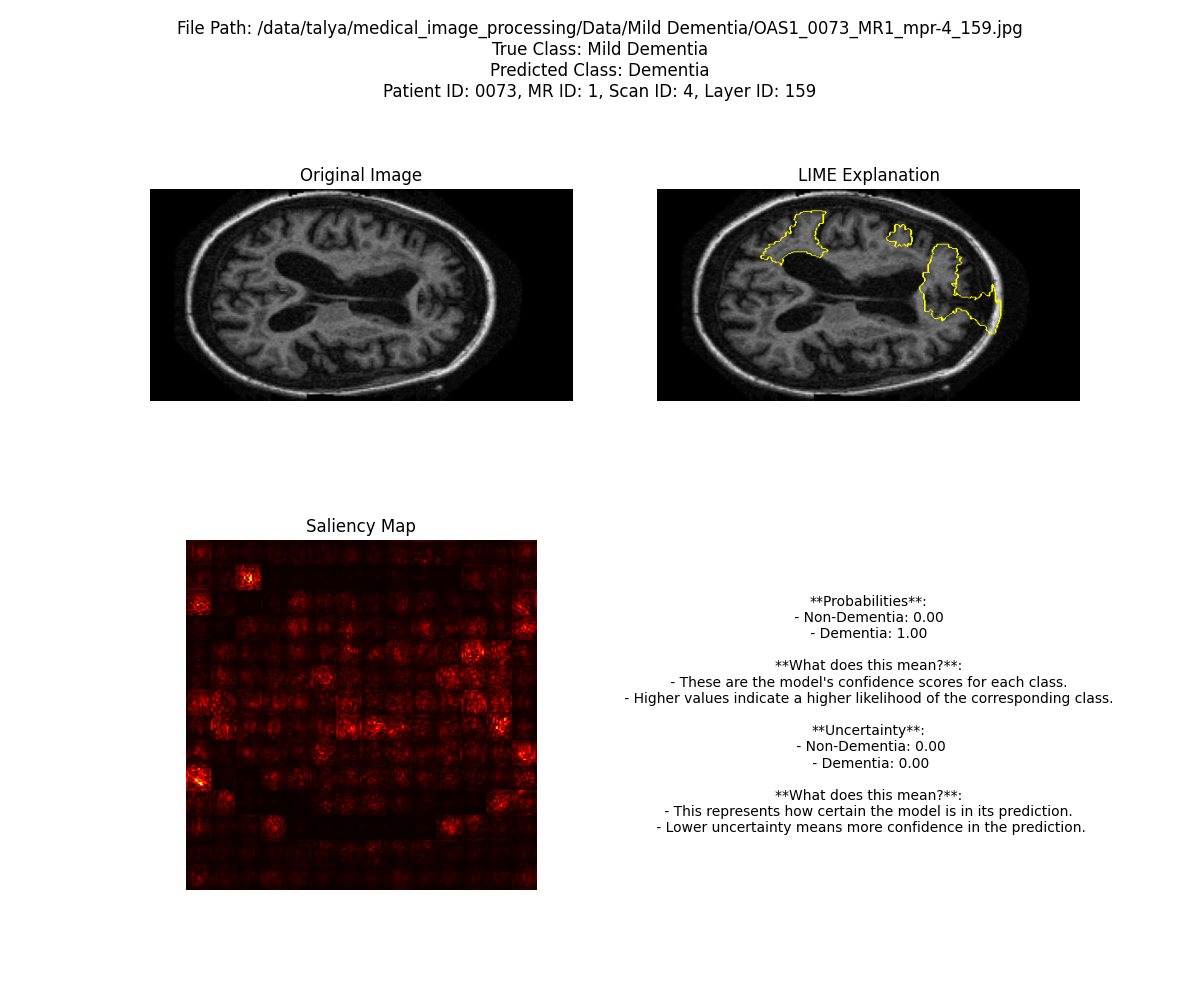 File Path: /data/talya/medical_image_processing/Data/Mild Dementia/OAS1_0073_MR1_mpr-4_159.jpg
True Class: Mild Dementia
Predicted Class: Dementia
Patient ID: 0073, MR ID: 1, Scan ID: 4, Layer ID: 159
Original Image
LIME Explanation
Saliency Map
**Probabilities**:
- Non-Dementia: 0.00
- Dementia: 1.00
**What does this mean?**:
- These are the model's confidence scores for each class.
- Higher values indicate a higher likelihood of the corresponding class.
**Uncertainty**:
- Non-Dementia: 0.00
- Dementia: 0.00
**What does this mean?**:
- This represents how certain the model is in its prediction.
- Lower uncertainty means more confidence in the prediction.